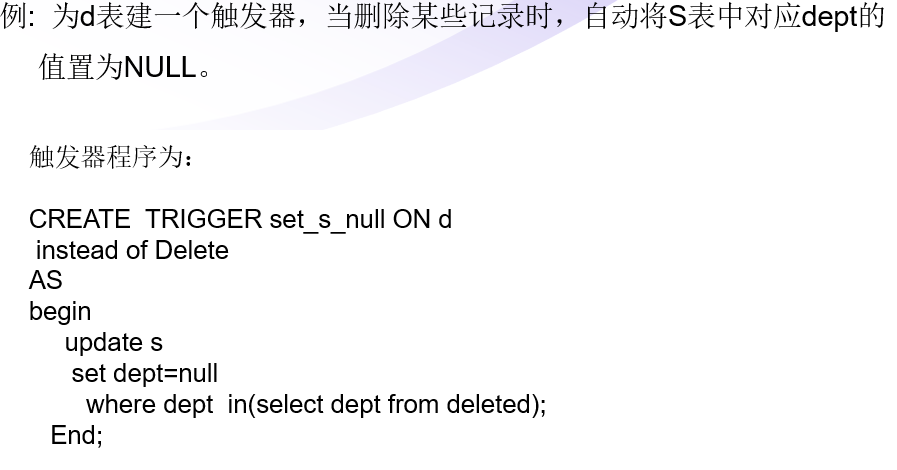 例: 为d表建一个触发器，当删除某些记录时，自动将S表中对应dept的
值置为NULL。
触发器程序为：
CREATE TRIGGER set_s_null ON d
instead of Delete
AS
begin
update s
set dept=null
where dept in(select dept from deleted);
End;